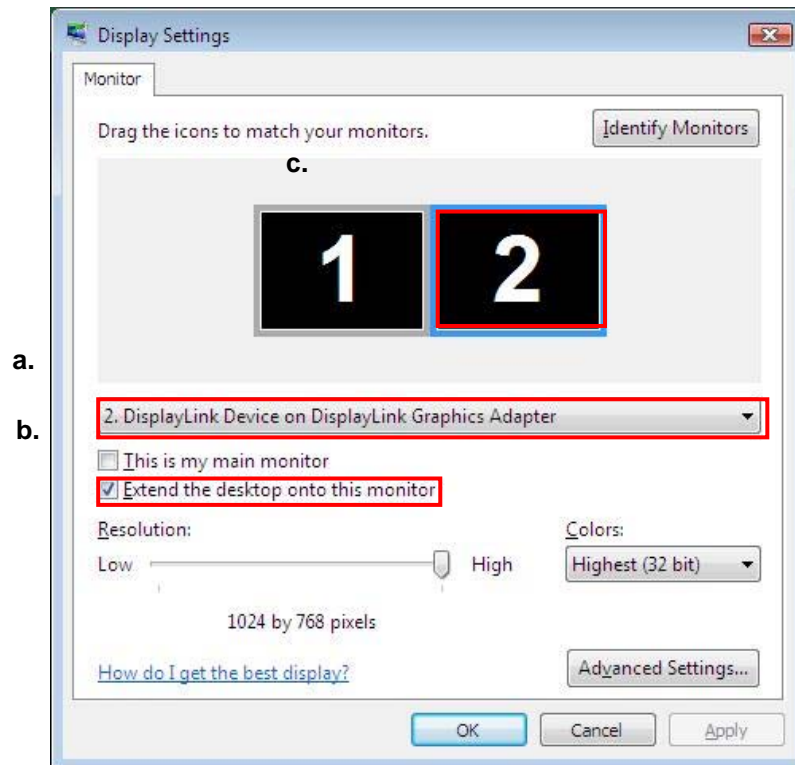 Display Settings
Monitor
Drag the icons to match your monitors.
Identify Monitors
c.
1 2
a.
2. DisplayLink Device on DisplayLink Graphics Adapter
b.
This is my main monitor
Extend the desktop onto this monitor
Resolution:
Colors:
Low High
Highest (32 bit)
1024 by 768 pixels
How do I get the best display?
Advanced Settings...
OK Cancel Apply